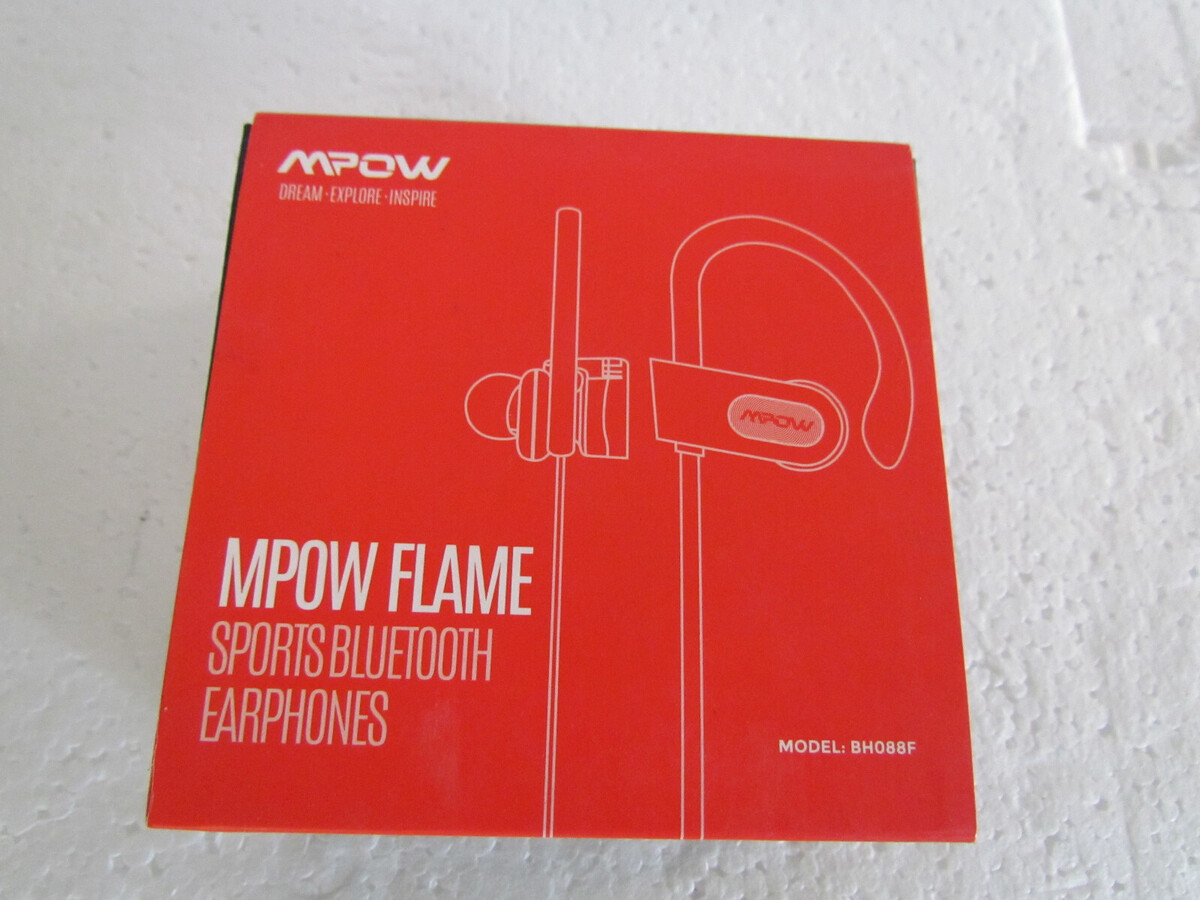 MPOW
DREAM · EXPLORE · INSPIRE
MPOW
MPOW FLAME
SPORTS BLUETOOTH
EARPHONES
MODEL: BH088F